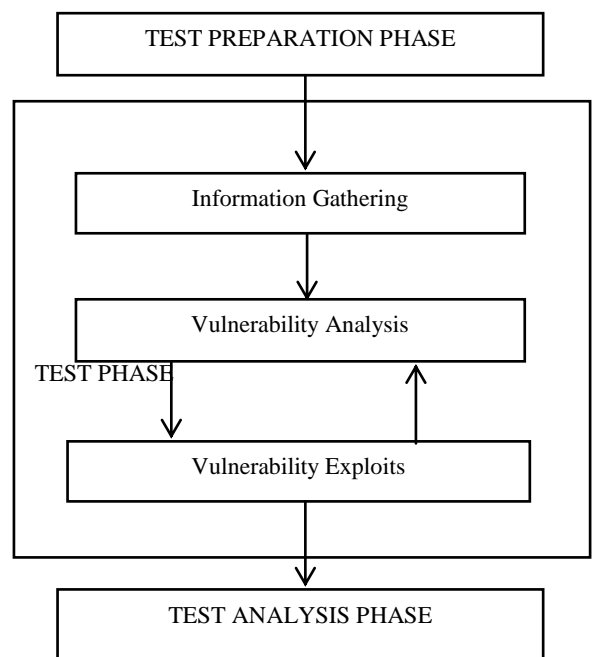 TEST PREPARATION PHASE
Information Gathering
Vulnerability Analysis
TEST PHASE
Vulnerability Exploits
TEST ANALYSIS PHASE